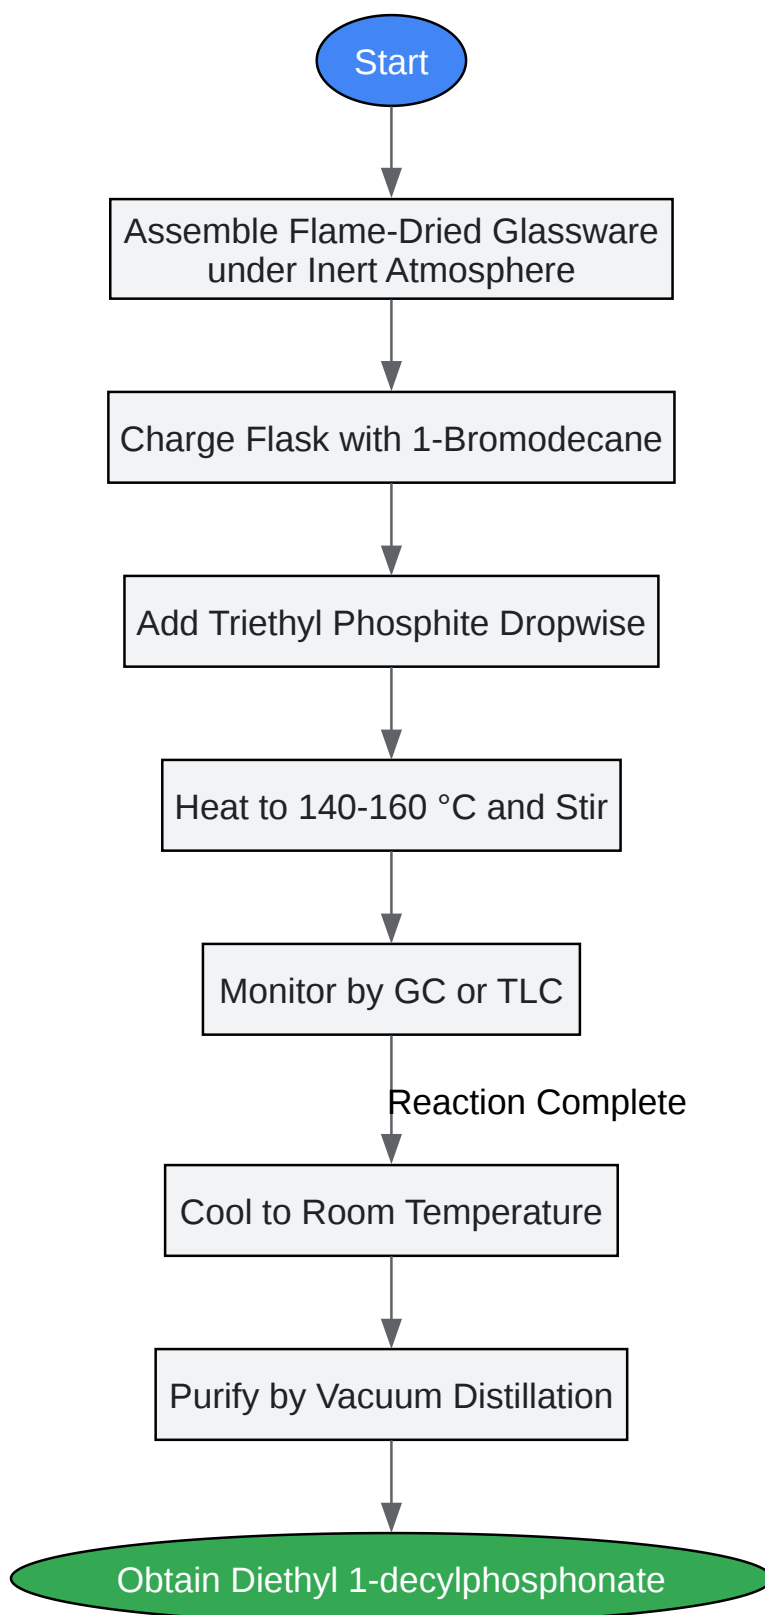 Start
Assemble Flame-Dried Glassware
under Inert Atmosphere
Charge Flask with 1-Bromodecane
Add Triethyl Phosphite Dropwise
Heat to 140-160 °C and Stir
Monitor by GC or TLC
Reaction Complete
Cool to Room Temperature
Purify by Vacuum Distillation
Obtain Diethyl 1-decylphosphonate